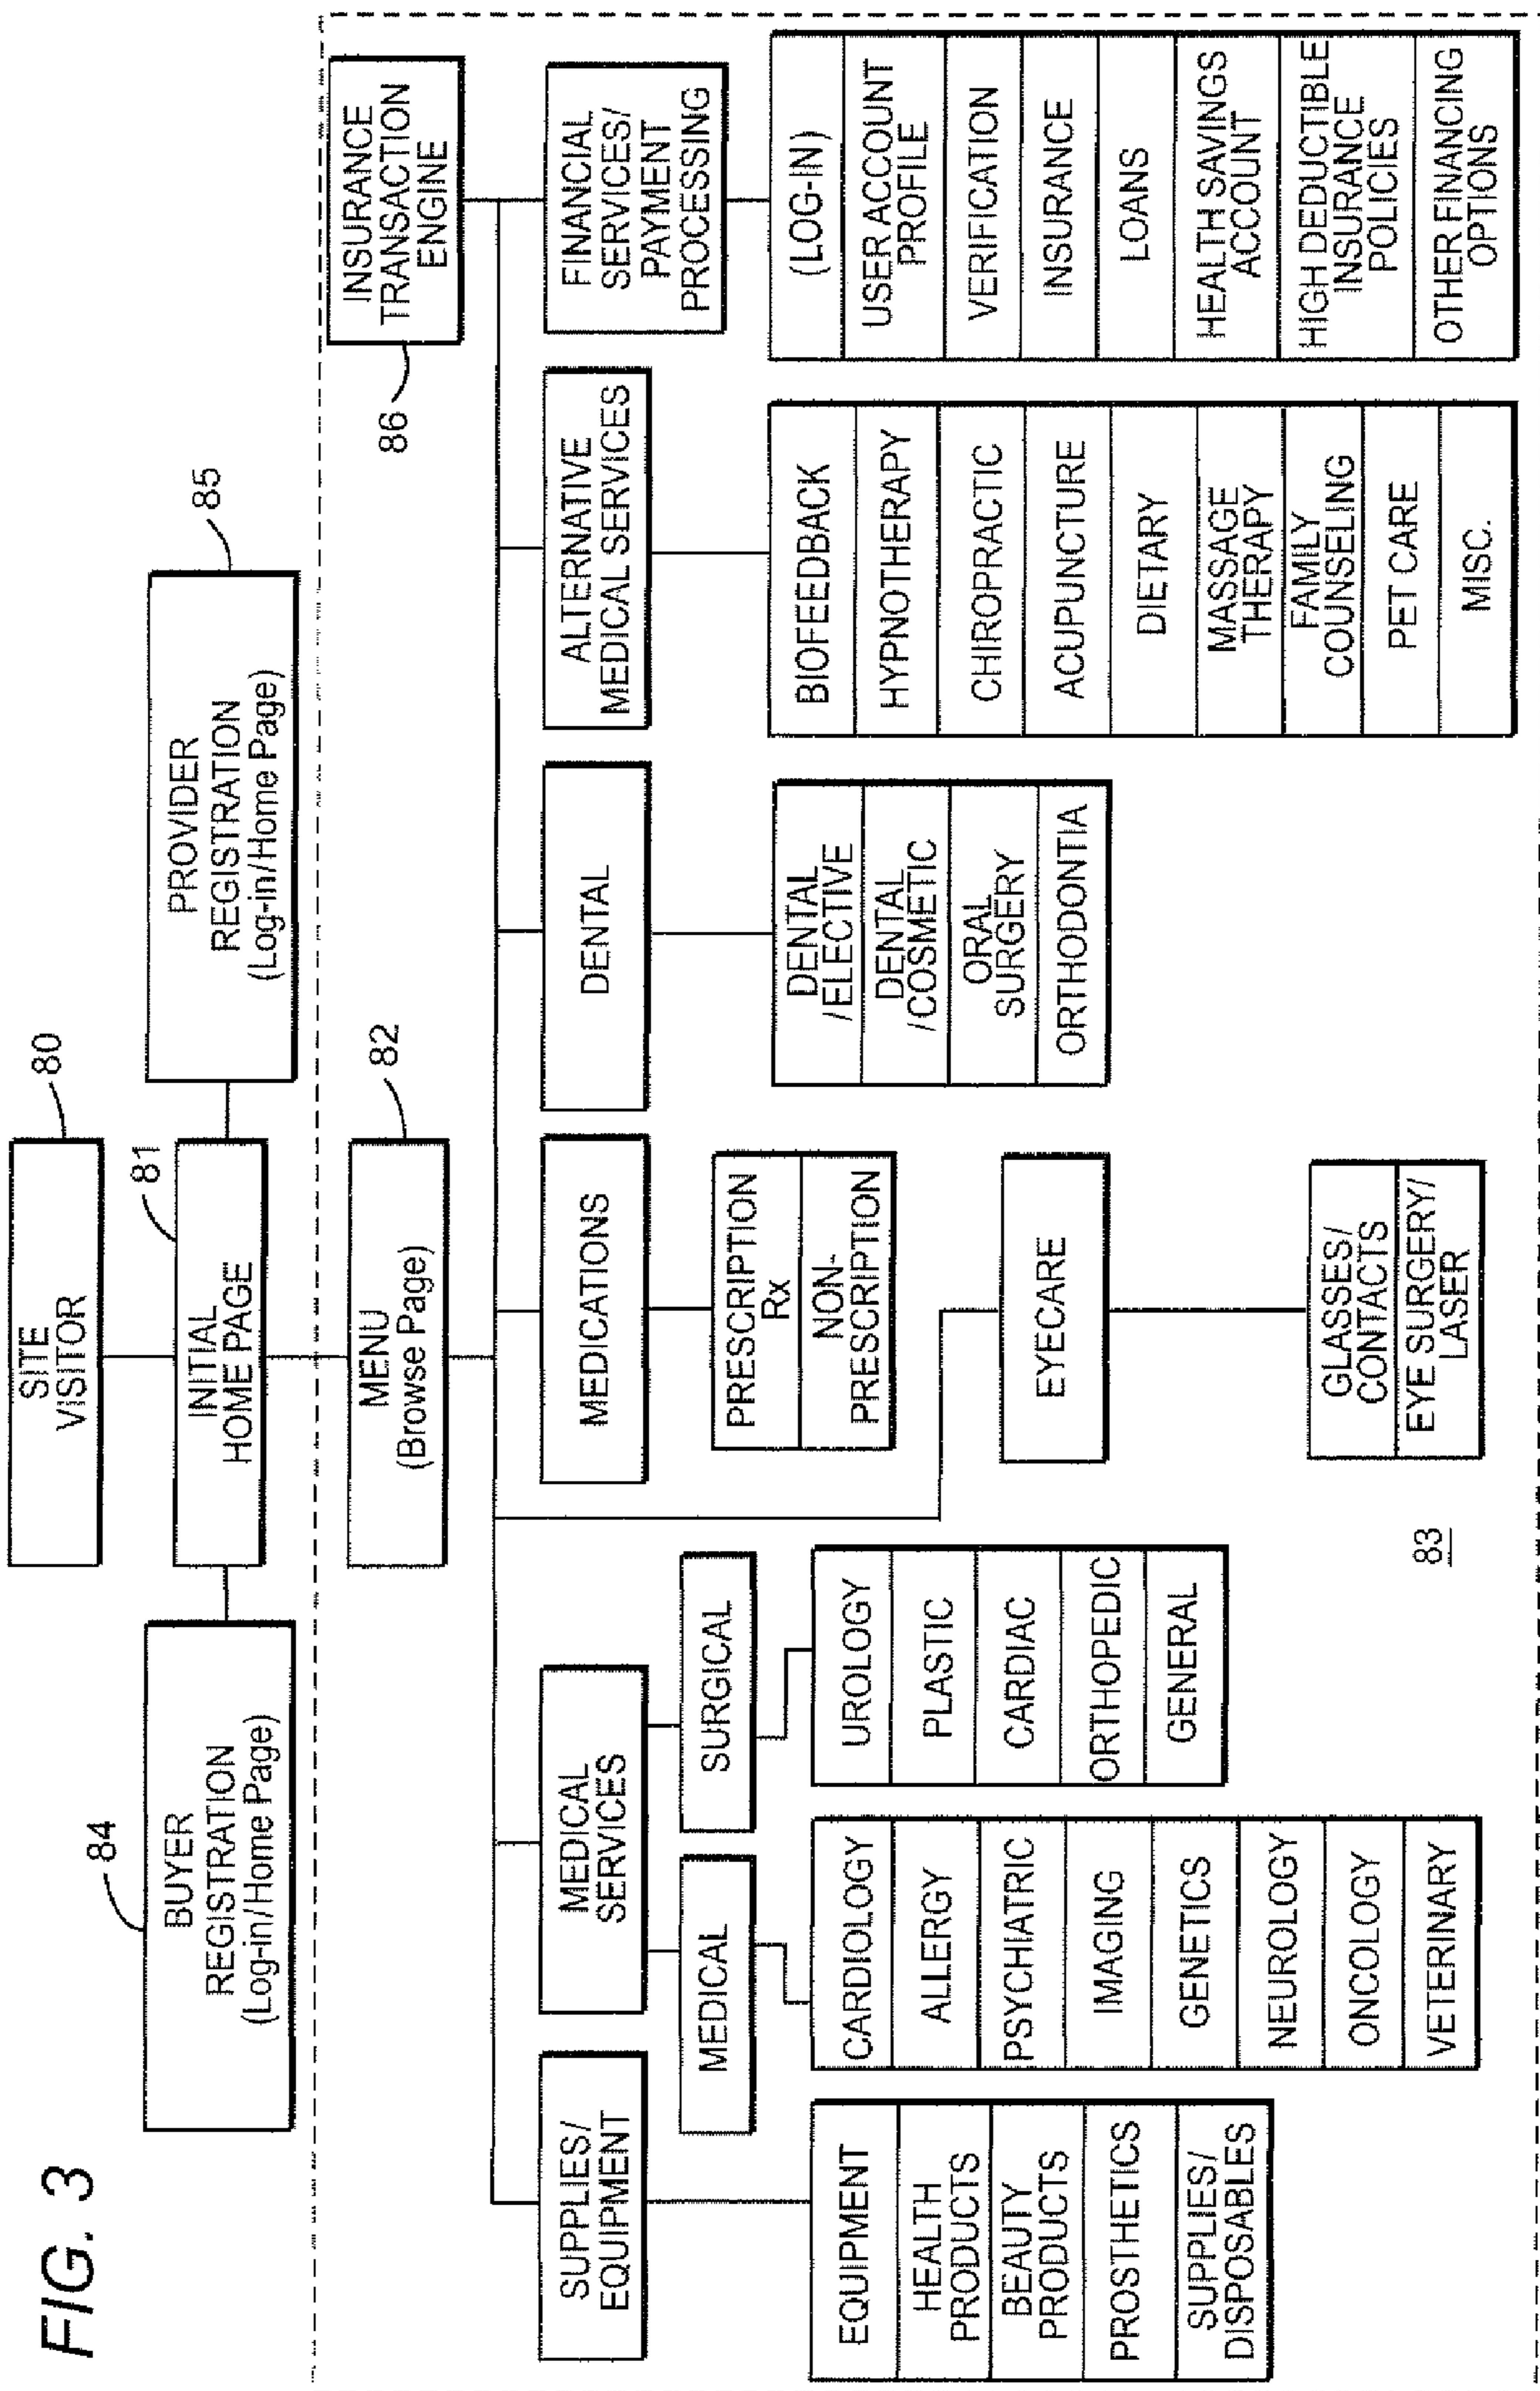 FIG. 3
SITE
VISITOR
80
BUYER
REGISTRATION
(Log-in/Home Page)
84
INITIAL
HOME PAGE
81
PROVIDER
REGISTRATION
(Log-in/Home Page)
85
MENU
(Browse Page)
82
INSURANCE
TRANSACTION
ENGINE
86
SUPPLIES/
EQUIPMENT
EQUIPMENT
HEALTH
PRODUCTS
BEAUTY
PRODUCTS
PROSTHETICS
SUPPLIES/
DISPOSABLES
MEDICAL
SERVICES
MEDICAL
CARDIOLOGY
ALLERGY
PSYCHIATRIC
IMAGING
GENETICS
NEUROLOGY
ONCOLOGY
VETERINARY
SURGICAL
UROLOGY
PLASTIC
CARDIAC
ORTHOPEDIC
GENERAL
MEDICATIONS
PRESCRIPTION
Rx
NON-
PRESCRIPTION
EYECARE
GLASSES/
CONTACTS
EYE SURGERY/
LASER
DENTAL
DENTAL
/ELECTIVE
DENTAL
/COSMETIC
ORAL
SURGERY
ORTHODONTIA
ALTERNATIVE
MEDICAL SERVICES
BIOFEEDBACK
HYPNOTHERAPY
CHIROPRACTIC
ACUPUNCTURE
DIETARY
MASSAGE
THERAPY
FAMILY
COUNSELING
PET CARE
MISC.
FINANCIAL
SERVICES/
PAYMENT
PROCESSING
(LOG-IN)
USER ACCOUNT
PROFILE
VERIFICATION
INSURANCE
LOANS
HEALTH SAVINGS
ACCOUNT
HIGH DEDUCTIBLE
INSURANCE
POLICIES
OTHER FINANCING
OPTIONS
83